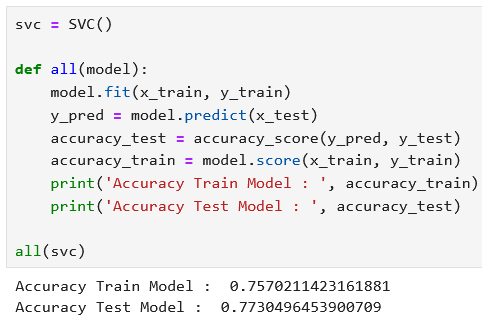 svc = SVC()
def all(model):
    model.fit(x_train, y_train)
    y_pred = model.predict(x_test)
    accuracy_test = accuracy_score(y_pred, y_test)
    accuracy_train = model.score(x_train, y_train)
    print('Accuracy Train Model : ', accuracy_train)
    print('Accuracy Test Model : ', accuracy_test)
all(svc)
Accuracy Train Model :  0.7570211423161881
Accuracy Test Model :  0.7730496453900709